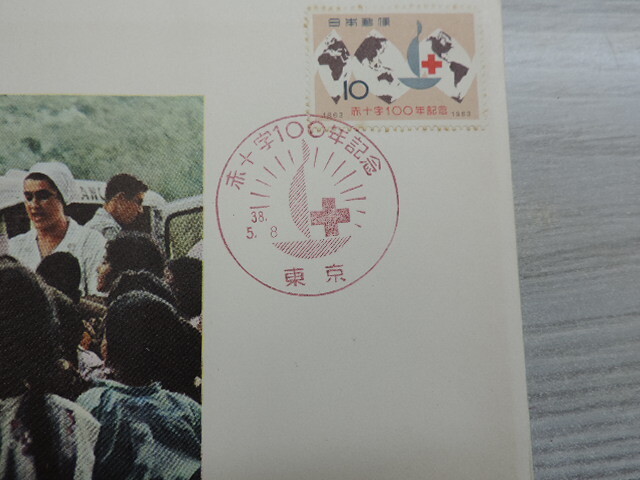 日本郵便
10
1863 赤十字100年記念 1963
赤十字100年記念
38.
5. 8
東京